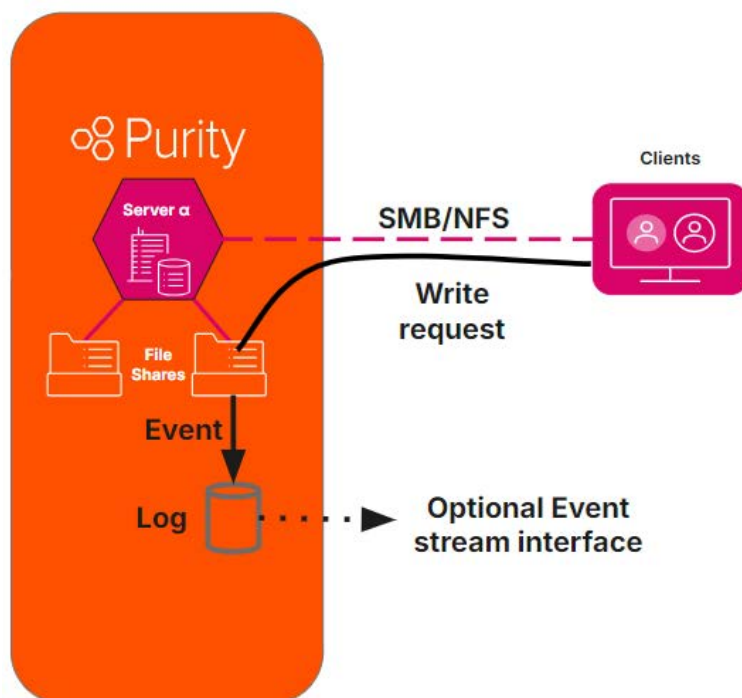 Purity
Clients
Server α
SMB/NFS
Write
request
File
Shares
Event
Log
Optional Event
stream interface